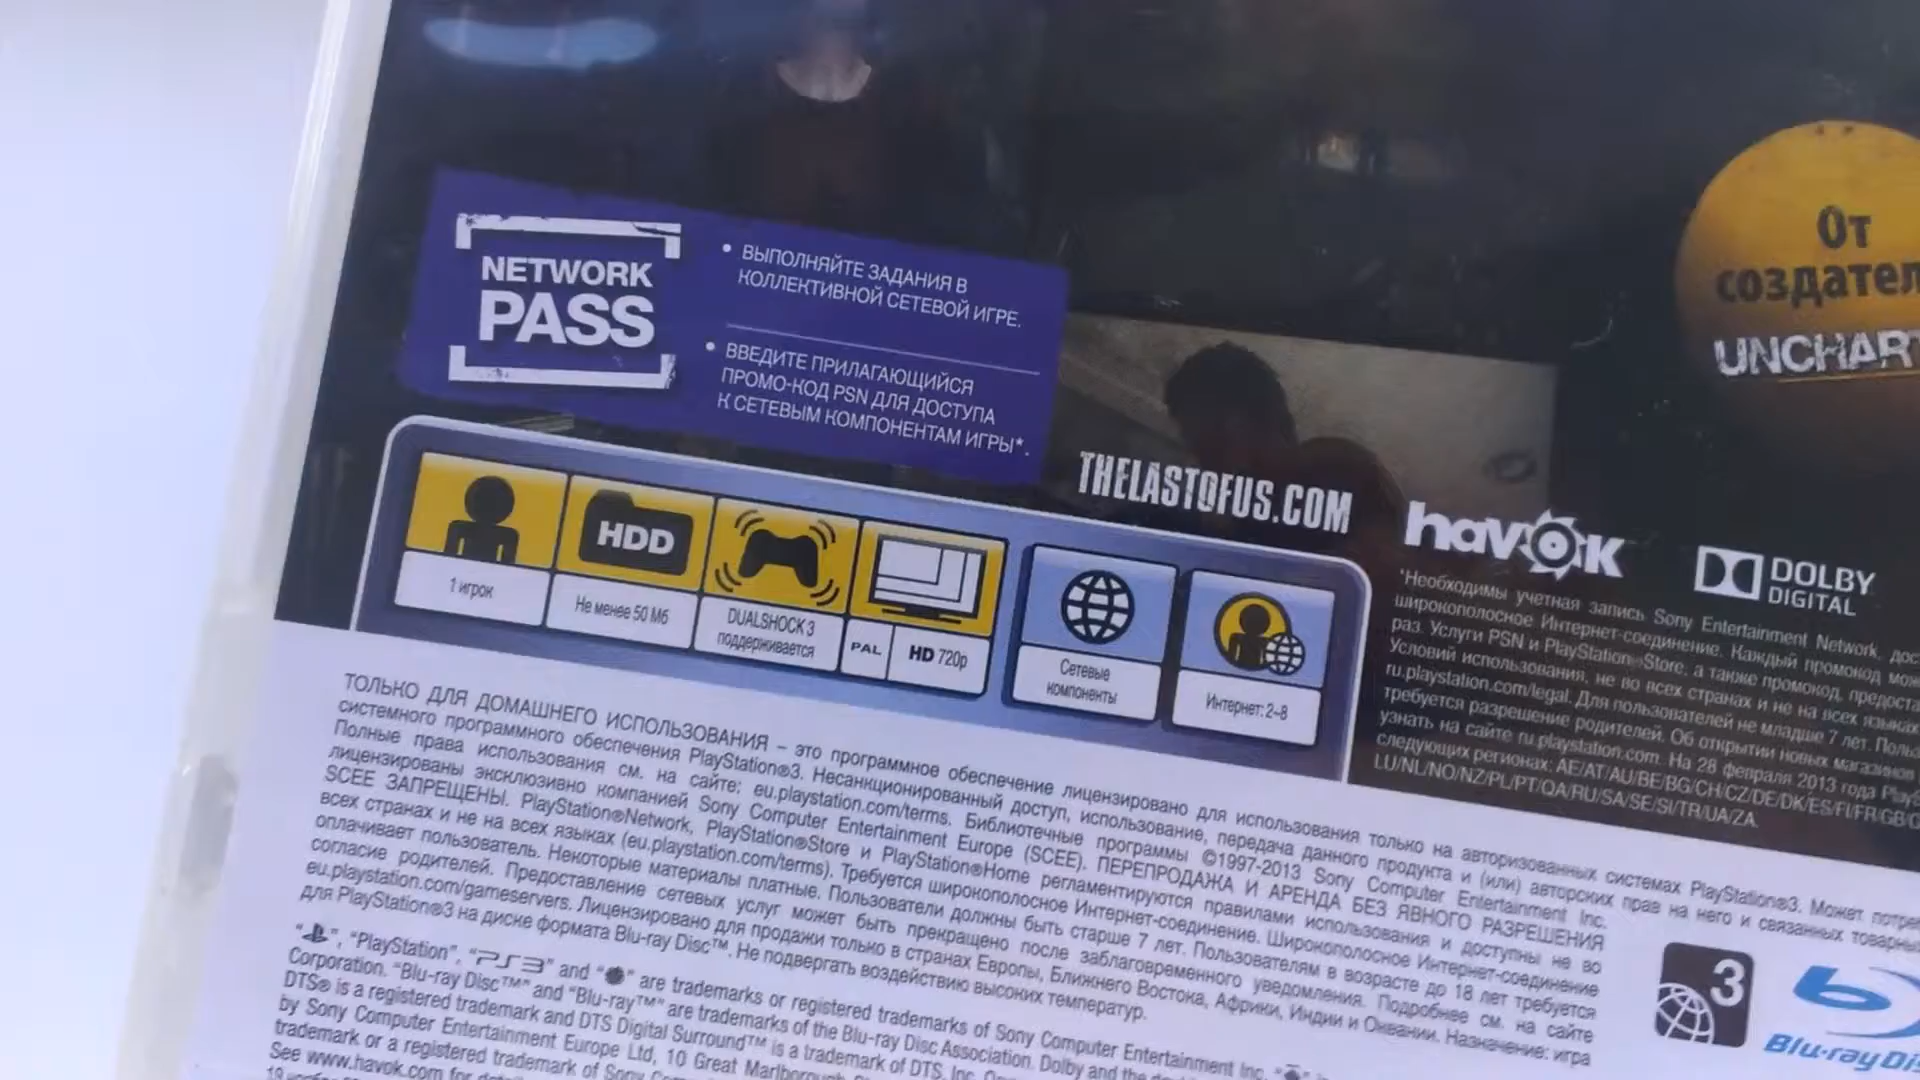 NETWORK
PASS
• ВЫПОЛНЯЙТЕ ЗАДАНИЯ В
КОЛЛЕКТИВНОЙ СЕТЕВОЙ ИГРЕ.
• ВВЕДИТЕ ПРИЛАГАЮЩИЙСЯ
ПРОМО-КОД PSN ДЛЯ ДОСТУПА
К СЕТЕВЫМ КОМПОНЕНТАМ ИГРЫ*.
От
создател
UNCHART
THELASTOFUS.COM
havok
DOLBY
DIGITAL
HDD
1 игрок
Не менее 50 Мб
DUALSHOCK 3
поддерживается
PAL
HD 720p
Сетевые
компоненты
Интернет: 2–8
*Необходимы учетная запись Sony Entertainment Network, дос
широкополосное Интернет-соединение. Каждый промокод мож
раз. Услуги PSN и PlayStation®Store, а также промокод, предоста
Условий использования, не во всех странах и не на всех языках
ru.playstation.com/legal. Для пользователей не младше 7 лет. Поль
требуется разрешение родителей. Об открытии новых магазинов
узнать на сайте ru.playstation.com. На 28 февраля 2013 года PlayS
следующих регионах: AE/AT/AU/BE/BG/CH/CZ/DE/DK/ES/FI/FR/GB/G
LU/NL/NO/NZ/PL/PT/QA/RU/SA/SE/SI/TR/UA/ZA.
ТОЛЬКО ДЛЯ ДОМАШНЕГО ИСПОЛЬЗОВАНИЯ – это программное обеспечение лицензировано для использования только на авторизованных системах PlayStation®3. Может потре
системного программного обеспечения PlayStation®3. Несанкционированный доступ, использование, передача данного продукта и (или) авторских прав на него и связанных товарны
Полные права использования см. на сайте: eu.playstation.com/terms. Библиотечные программы ©1997-2013 Sony Computer Entertainment Inc.
лицензированы эксклюзивно компанией Sony Computer Entertainment Europe (SCEE). ПЕРЕПРОДАЖА И АРЕНДА БЕЗ ЯВНОГО РАЗРЕШЕНИЯ
SCEE ЗАПРЕЩЕНЫ. PlayStation®Network, PlayStation®Store и PlayStation®Home регламентируются правилами использования и доступны не во
всех странах и не на всех языках (eu.playstation.com/terms). Требуется широкополосное Интернет-соединение. Широкополосное Интернет-соединение
оплачивает пользователь. Некоторые материалы платные. Пользователи должны быть старше 7 лет. Пользователям в возрасте до 18 лет требуется
согласие родителей. Предоставление сетевых услуг может быть прекращено после заблаговременного уведомления. Подробнее см. на сайте
eu.playstation.com/gameservers. Лицензировано для продажи только в странах Европы, Ближнего Востока, Африки, Индии и Океании. Назначение: игра
для PlayStation®3 на диске формата Blu-ray Disc™. Не подвергать воздействию высоких температур.
" ", "PlayStation", "PS3" and " " are trademarks or registered trademarks of Sony Computer Entertainment Inc. " "
Corporation. "Blu-ray Disc™" and "Blu-ray™" are trademarks of the Blu-ray Disc Association. Dolby and the
DTS® is a registered trademark and DTS Digital Surround™ is a trademark of DTS, Inc.
by Sony Computer Entertainment Europe Ltd, 10 Great Marlborough
trademark or a registered trademark of Sony
See www.havok.com for
3
Blu-ray Dis